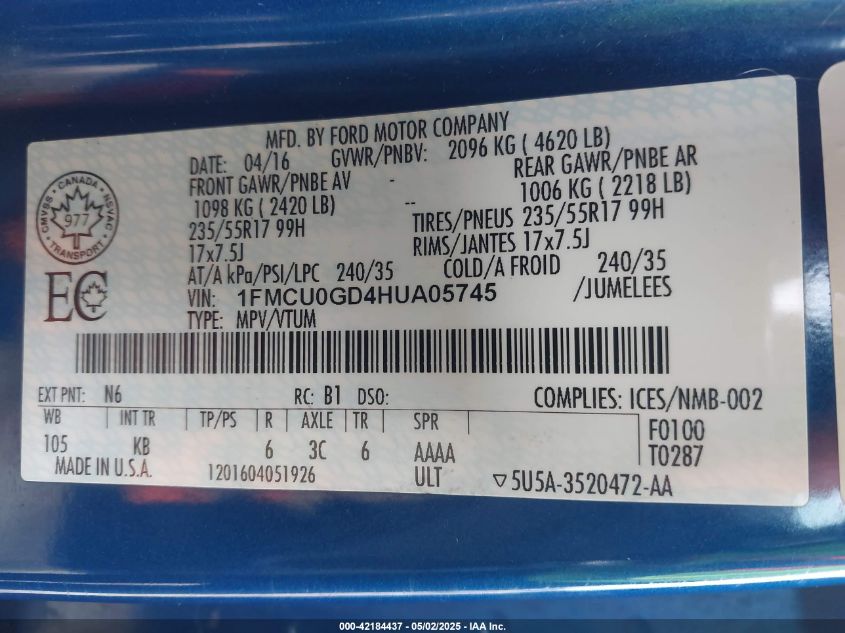 MFD. BY FORD MOTOR COMPANY
DATE: 04/16 GVWR/PNBV: 2096 KG ( 4620 LB)
FRONT GAWR/PNBE AV - REAR GAWR/PNBE AR
1098 KG ( 2420 LB) -- 1006 KG ( 2218 LB)
235/55R17 99H TIRES/PNEUS 235/55R17 99H
17x7.5J RIMS/JANTES 17x7.5J
AT/A kPa/PSI/LPC 240/35 COLD/A FROID 240/35
VIN: 1FMCU0GD4HUA05745 /JUMELEES
TYPE: MPV/VTUM
CANADA
CMVSS NSVAC
977
TRANSPORT
EC
EXT PNT: N6 RC: B1 DSO: COMPLIES: ICES/NMB-002
WB INT TR TP/PS R AXLE TR SPR F0100
105 KB 6 3C 6 AAAA T0287
MADE IN U.S.A. 1201604051926 ULT ▽5U5A-3520472-AA
000-42184437 - 05/02/2025 - IAA Inc.